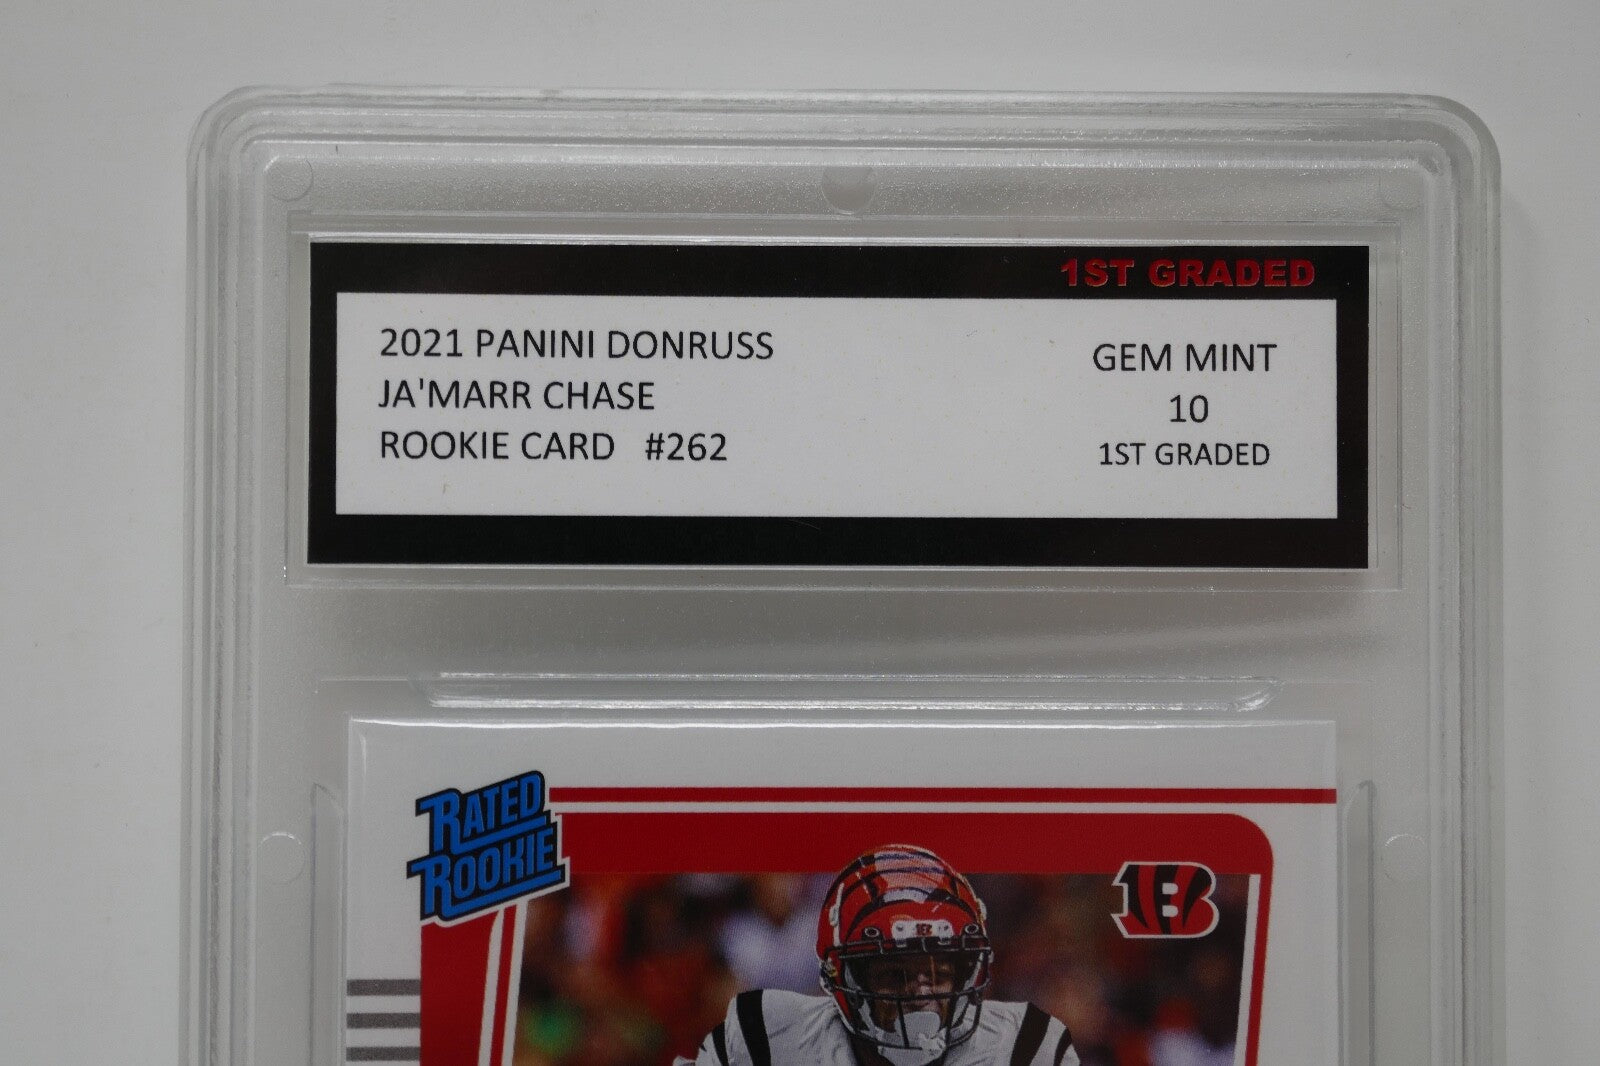 1ST GRADED
2021 PANINI DONRUSS
JA'MARR CHASE
ROOKIE CARD #262
GEM MINT
10
1ST GRADED
RATED
ROOKIE
B